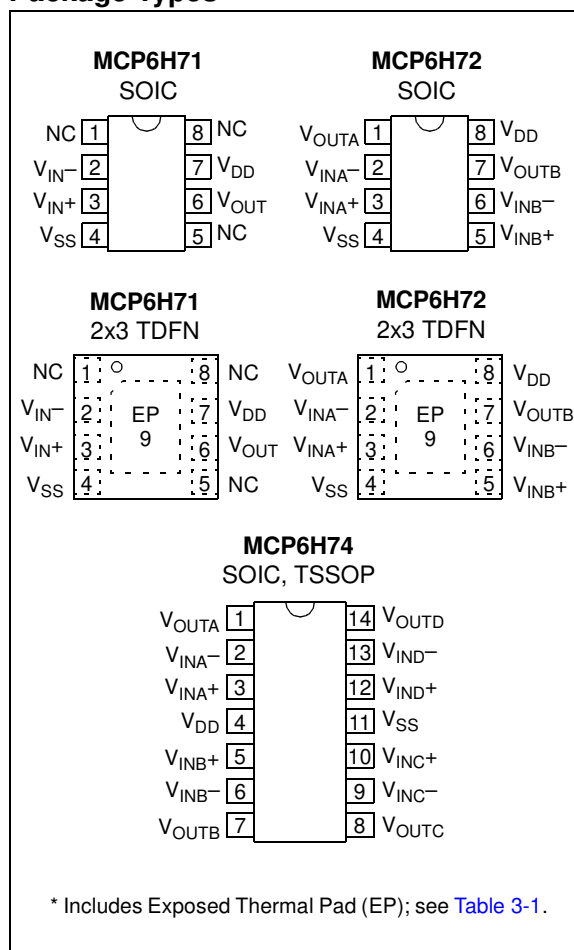 Package Types
MCP6H71
SOIC
NC 1 8 NC
VIN– 2 7 VDD
VIN+ 3 6 VOUT
VSS 4 5 NC
MCP6H72
SOIC
VOUTA 1 8 VDD
VINA– 2 7 VOUTB
VINA+ 3 6 VINB–
VSS 4 5 VINB+
MCP6H71
2x3 TDFN
NC 1 8 NC
VIN– 2 EP 7 VDD
VIN+ 3 9 6 VOUT
VSS 4 5 NC
MCP6H72
2x3 TDFN
VOUTA 1 8 VDD
VINA– 2 EP 7 VOUTB
VINA+ 3 9 6 VINB–
VSS 4 5 VINB+
MCP6H74
SOIC, TSSOP
VOUTA 1 14 VOUTD
VINA– 2 13 VIND–
VINA+ 3 12 VIND+
VDD 4 11 VSS
VINB+ 5 10 VINC+
VINB– 6 9 VINC–
VOUTB 7 8 VOUTC
* Includes Exposed Thermal Pad (EP); see Table 3-1.